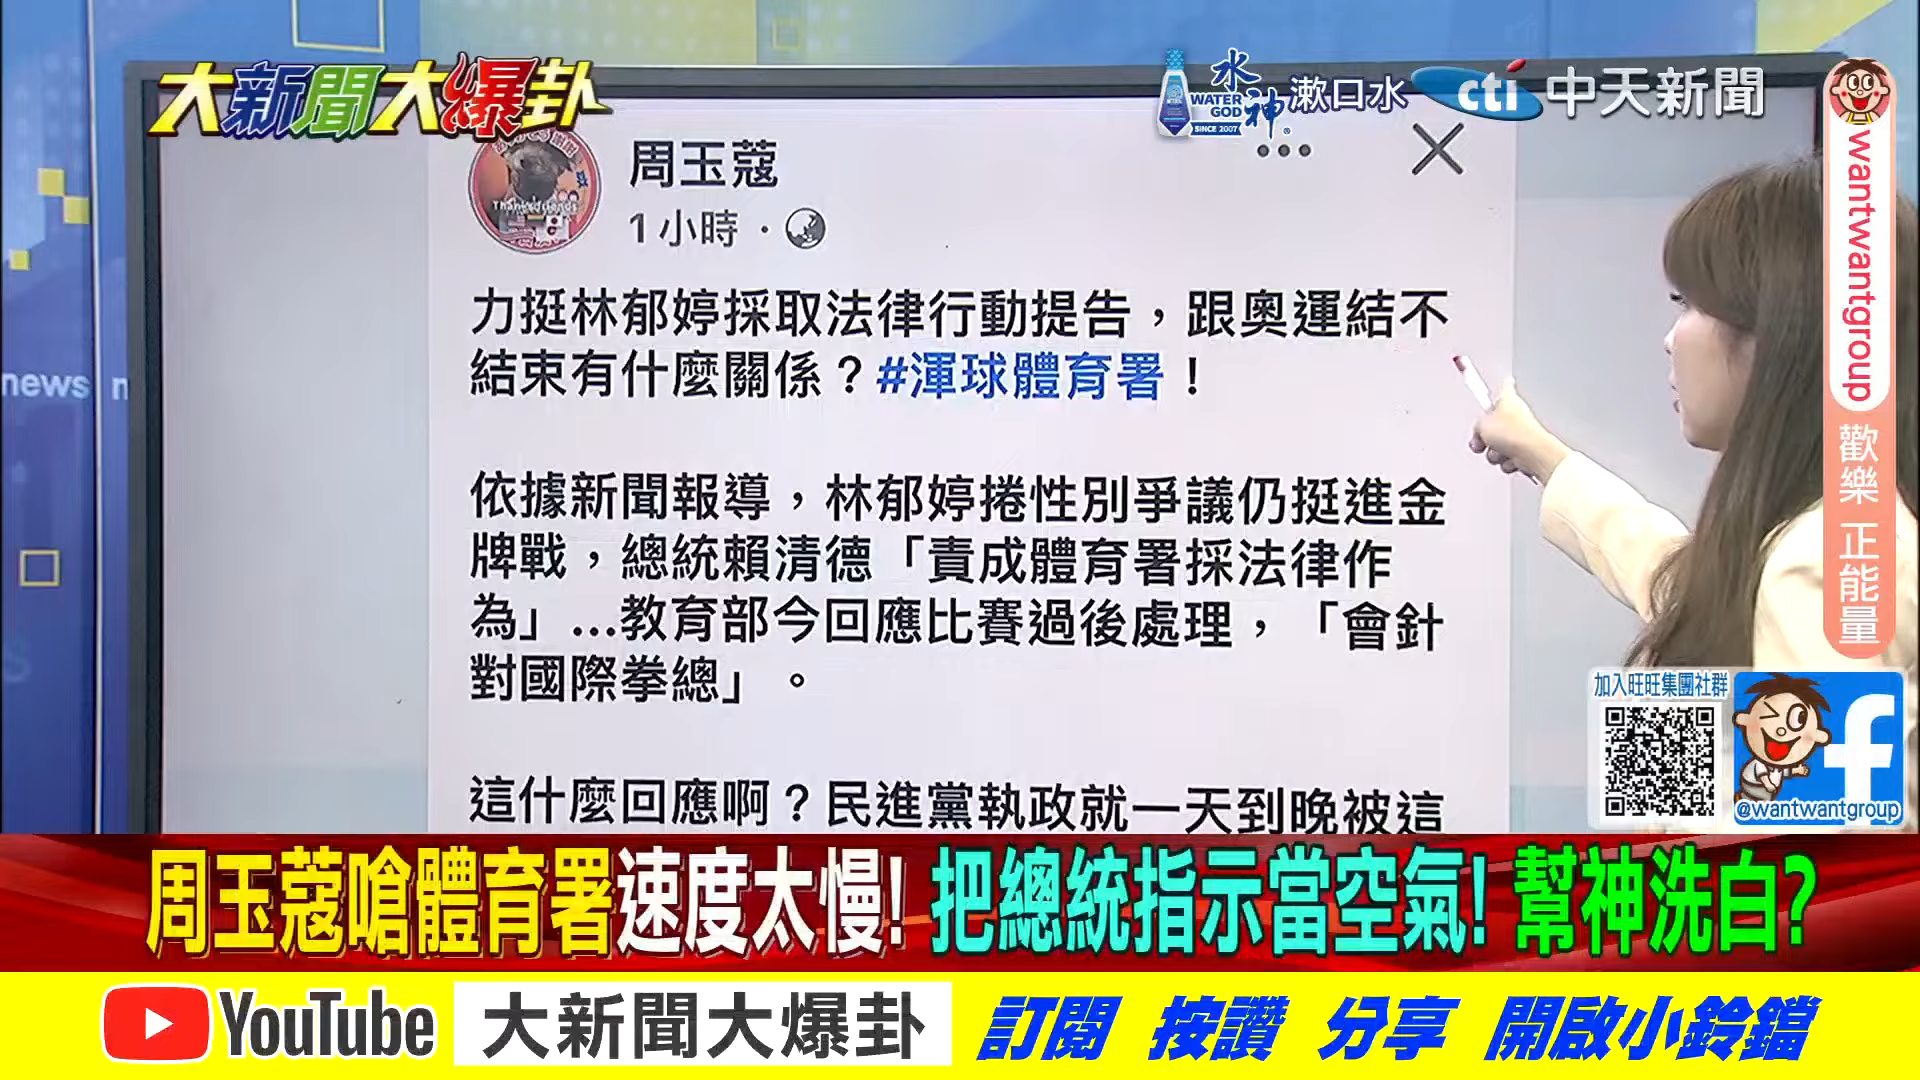 大新聞大爆卦
水神
WATER GOD
SINCE 2007
漱口水
cti 中天新聞
周玉蔻
1 小時
力挺林郁婷採取法律行動提告，跟奧運結不
結束有什麼關係？#渾球體育署！
依據新聞報導，林郁婷捲性別爭議仍挺進金
牌戰，總統賴清德「責成體育署採法律作
為」...教育部今回應比賽過後處理，「會針
對國際拳總」。
這什麼回應啊？民進黨執政就一天到晚被這
news
wantwantgroup
歡樂 正能量
加入旺旺集團社群
@wantwantgroup
周玉蔻嗆體育署速度太慢！把總統指示當空氣！幫神洗白？
YouTube 大新聞大爆卦 訂閱 按讚 分享 開啟小鈴鐺